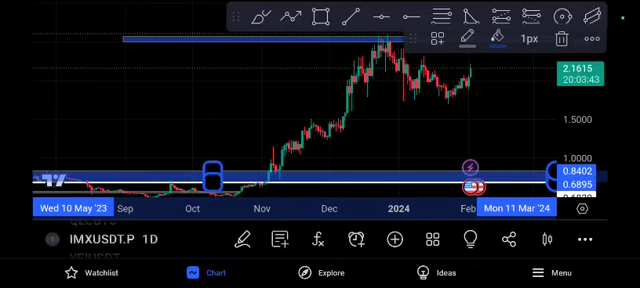 1px
2.1615
20:03:43
1.5000
1.0000
0.8402
0.6895
Wed 10 May '23 Sep Oct Nov Dec 2024 Feb Mon 11 Mar '24
IMXUSDT.P 1D
Watchlist Chart Explore Ideas Menu